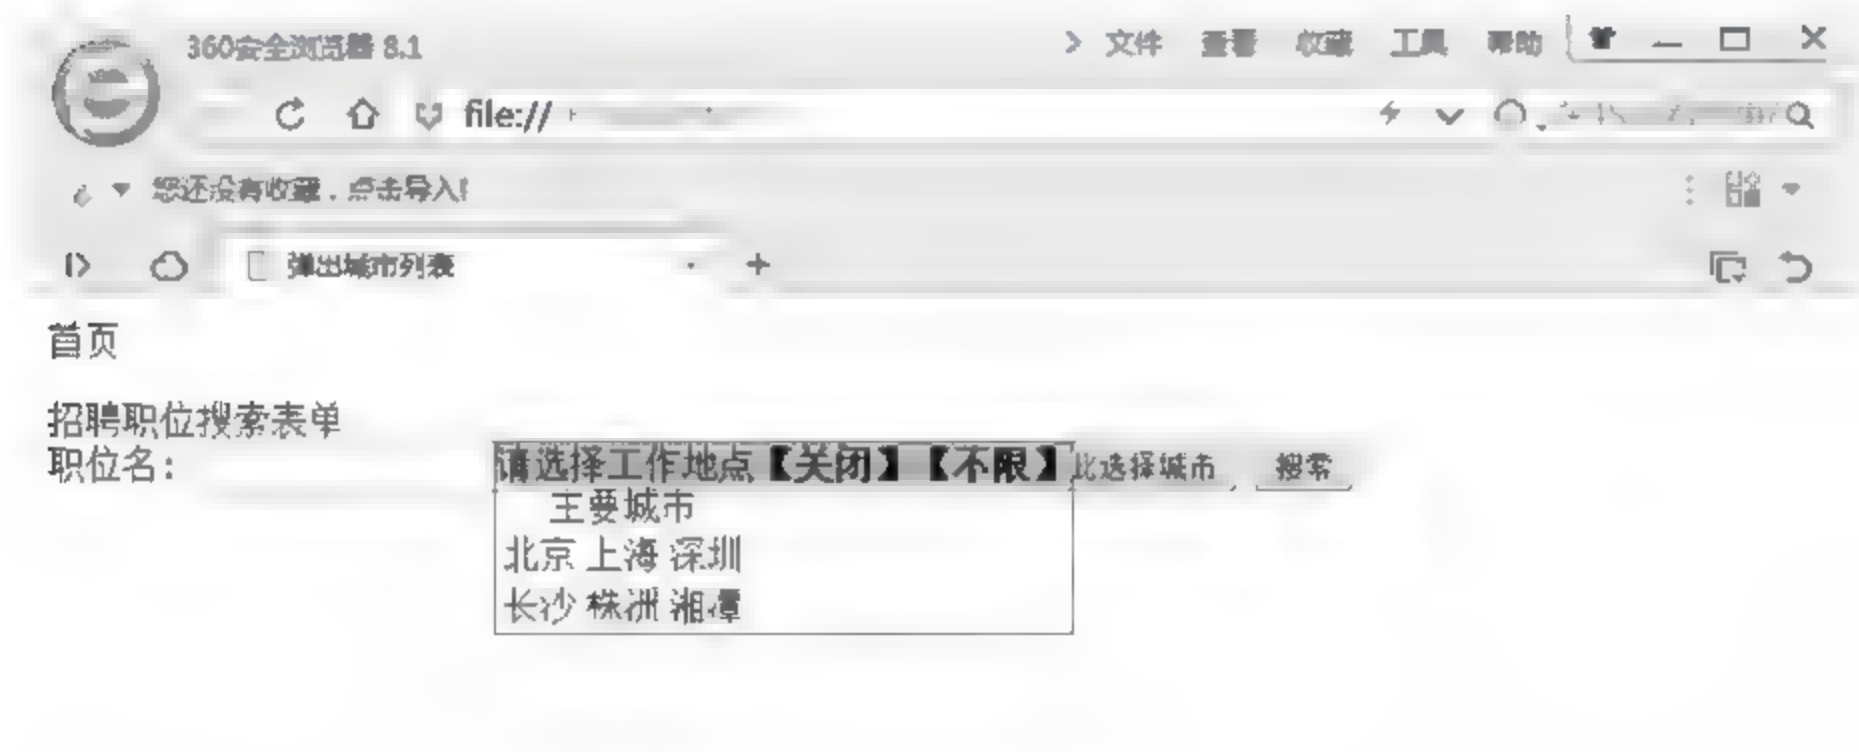 360安全浏览器 8.1
文件 查看 收藏 工具 帮助
file://
您还没有收藏，点击导入!
弹出城市列表
首页
招聘职位搜索表单
职位名：
请选择工作地点【关闭】【不限】此选择城市 搜索
主要城市
北京 上海 深圳
长沙 株洲 湘潭